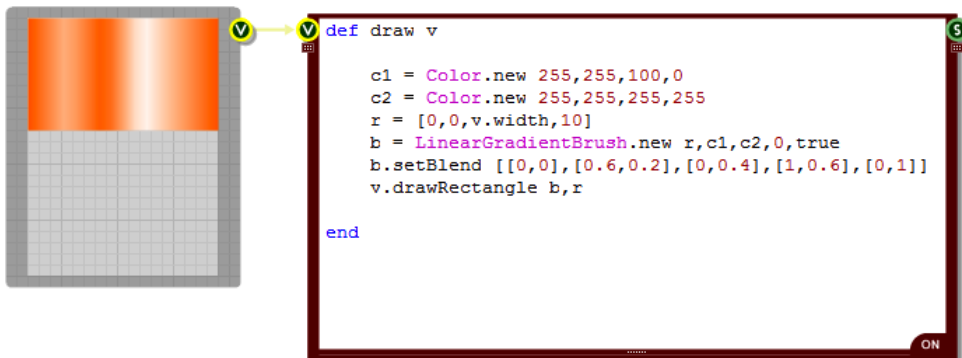 V
V
S
def draw v
c1 = Color.new 255,255,100,0
c2 = Color.new 255,255,255,255
r = [0,0,v.width,10]
b = LinearGradientBrush.new r,c1,c2,0,true
b.setBlend [[0,0],[0.6,0.2],[0,0.4],[1,0.6],[0,1]]
v.drawRectangle b,r
end
ON